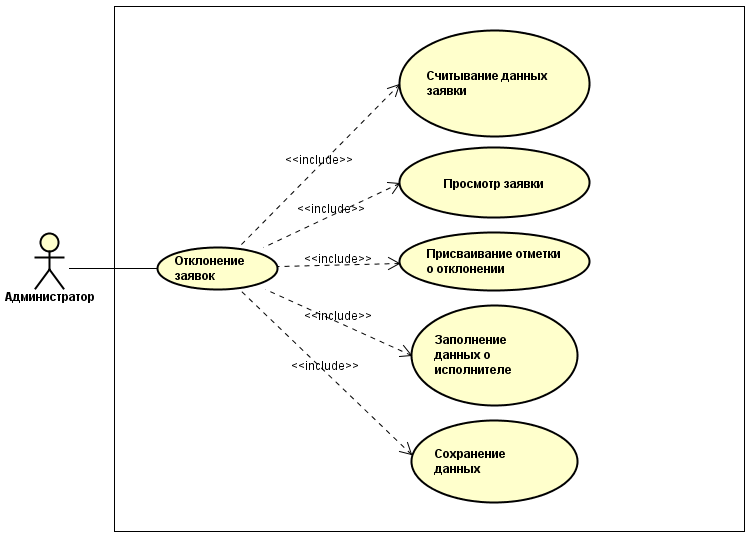 Считывание данных
заявки
<<include>>
Просмотр заявки
<<include>>
Присваивание отметки
о отклонении
<<include>>
Отклонение
заявок
Администратор
<<include>>
Заполнение
данных о
исполнителе
<<include>>
Сохранение
данных